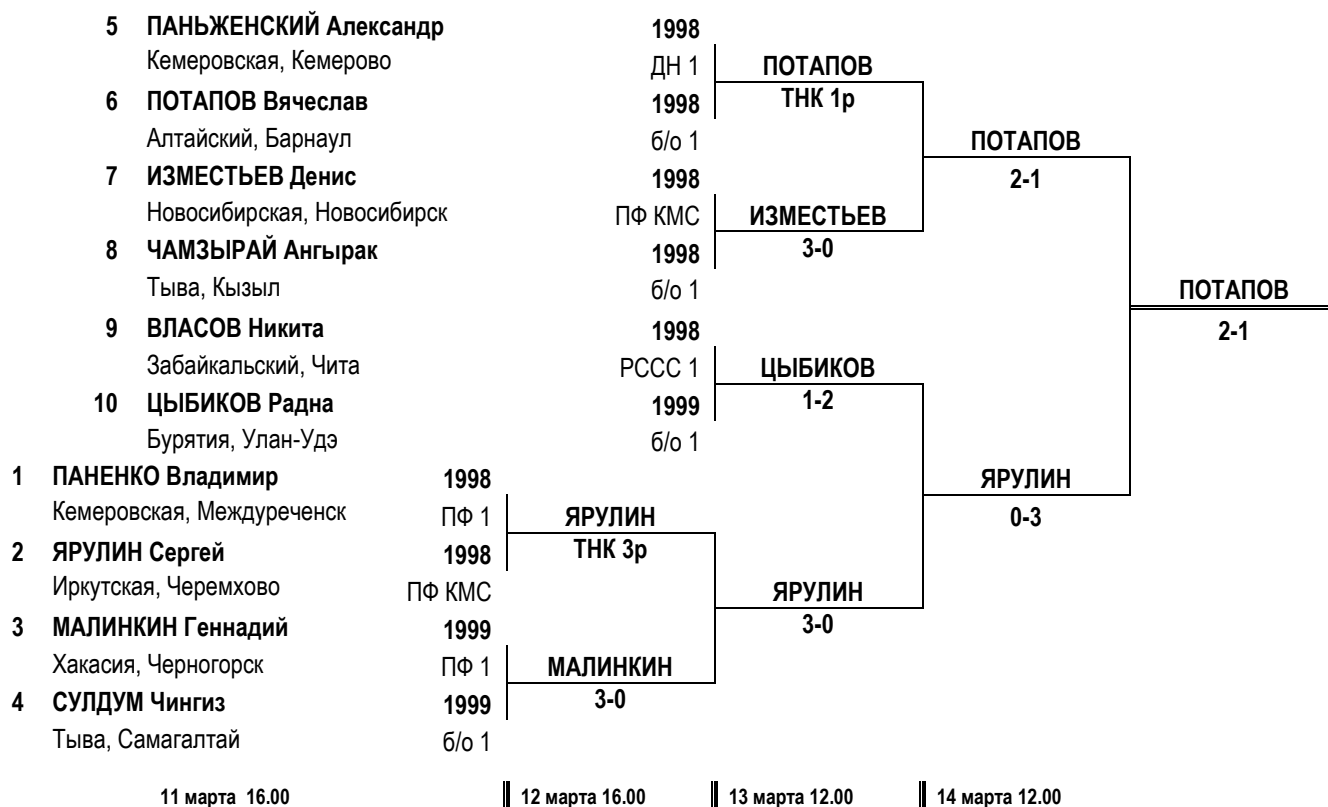 5 ПАНЬЖЕНСКИЙ Александр 1998
Кемеровская, Кемерово ДН 1 ПОТАПОВ
6 ПОТАПОВ Вячеслав 1998 ТНК 1р
Алтайский, Барнаул б/о 1 ПОТАПОВ
7 ИЗМЕСТЬЕВ Денис 1998 2-1
Новосибирская, Новосибирск ПФ КМС ИЗМЕСТЬЕВ
8 ЧАМЗЫРАЙ Ангырак 1998 3-0
Тыва, Кызыл б/о 1 ПОТАПОВ
9 ВЛАСОВ Никита 1998 2-1
Забайкальский, Чита РССС 1 ЦЫБИКОВ
10 ЦЫБИКОВ Радна 1999 1-2
Бурятия, Улан-Удэ б/о 1
1 ПАНЕНКО Владимир 1998 ЯРУЛИН
Кемеровская, Междуреченск ПФ 1 ЯРУЛИН 0-3
2 ЯРУЛИН Сергей 1998 ТНК 3р
Иркутская, Черемхово ПФ КМС ЯРУЛИН
3 МАЛИНКИН Геннадий 1999 3-0
Хакасия, Черногорск ПФ 1 МАЛИНКИН
4 СУЛДУМ Чингиз 1999 3-0
Тыва, Самагалтай б/о 1
11 марта 16.00 12 марта 16.00 13 марта 12.00 14 марта 12.00